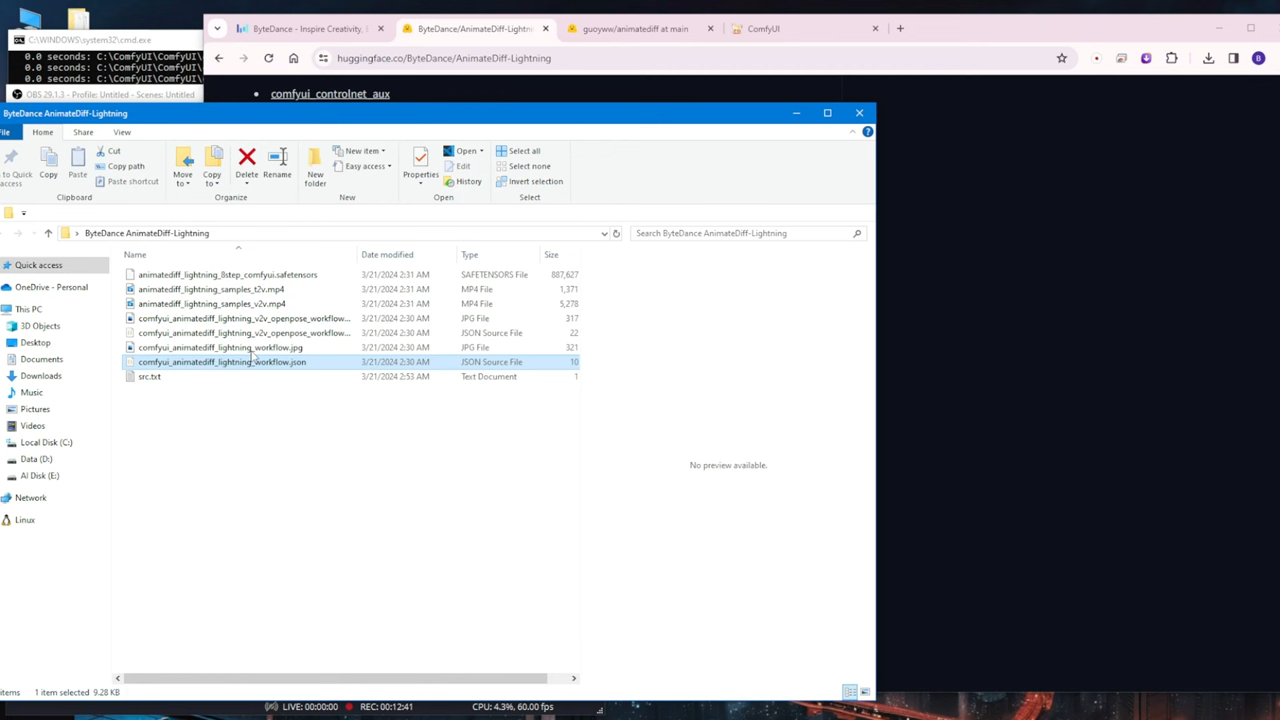 C:\WINDOWS\system32\cmd.exe
0.0 seconds: C:\ComfyUI\ComfyUI\
0.0 seconds: C:\ComfyUI\ComfyUI\
0.0 seconds: C:\ComfyUI\ComfyUI\
OBS 29.1.3 - Profile: Untitled - Scenes: Untitled
ByteDance - Inspire Creativity, E
ByteDance/AnimateDiff-Lightnin
guoyww/animatediff at main
ComfyUI
huggingface.co/ByteDance/AnimateDiff-Lightning
B
comfyui_controlnet_aux
ByteDance AnimateDiff-Lightning
File Home Share View
to Quick access
Copy
Paste
Cut
Copy path
Paste shortcut
Clipboard
Move to
Copy to
Delete
Rename
Organize
New folder
New item
Easy access
New
Properties
Open
Edit
History
Open
Select all
Select none
Invert selection
Select
ByteDance AnimateDiff-Lightning
Search ByteDance AnimateDiff-Lightning
Name Date modified Type Size
Quick access
OneDrive - Personal
This PC
3D Objects
Desktop
Documents
Downloads
Music
Pictures
Videos
Local Disk (C:)
Data (D:)
AI Disk (E:)
Network
Linux
animatediff_lightning_8step_comfyui.safetensors 3/21/2024 2:31 AM SAFETENSORS File 887,627
animatediff_lightning_samples_t2v.mp4 3/21/2024 2:31 AM MP4 File 1,371
animatediff_lightning_samples_v2v.mp4 3/21/2024 2:31 AM MP4 File 5,278
comfyui_animatediff_lightning_v2v_openpose_workflow... 3/21/2024 2:30 AM JPG File 317
comfyui_animatediff_lightning_v2v_openpose_workflow... 3/21/2024 2:30 AM JSON Source File 22
comfyui_animatediff_lightning_workflow.jpg 3/21/2024 2:30 AM JPG File 321
comfyui_animatediff_lightning_workflow.json 3/21/2024 2:30 AM JSON Source File 10
src.txt 3/21/2024 2:53 AM Text Document 1
No preview available.
items 1 item selected 9.28 KB
LIVE: 00:00:00 REC: 00:12:41 CPU: 4.3%, 60.00 fps